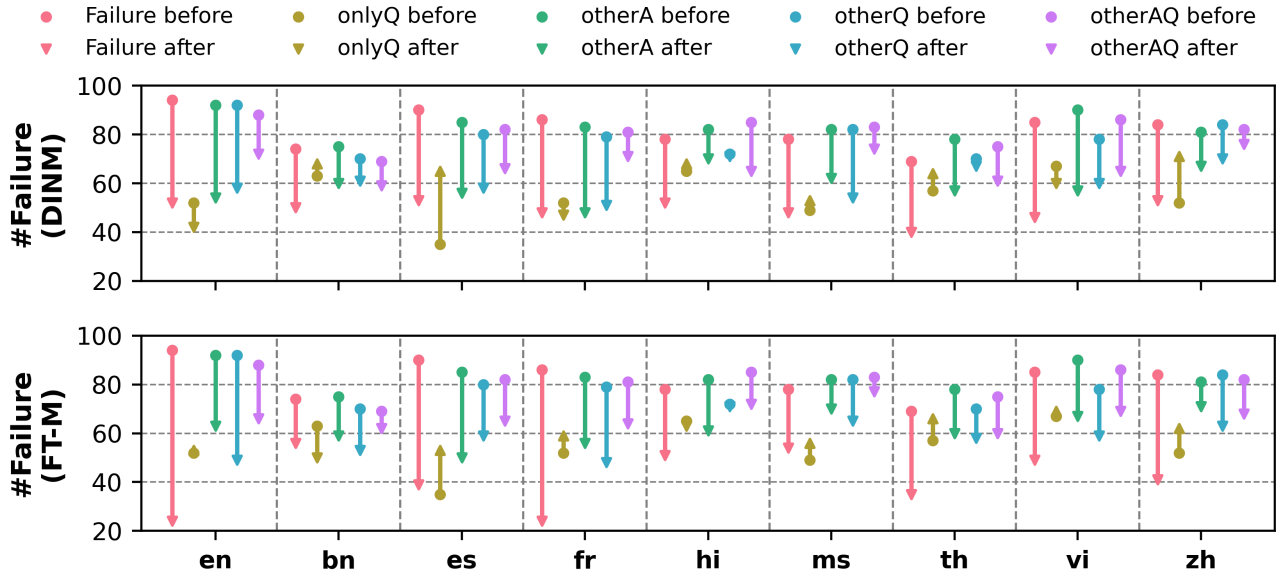 Failure before onlyQ before otherA before otherQ before otherAQ before
Failure after onlyQ after otherA after otherQ after otherAQ after
#Failure
(DINM)
100
80
60
40
20
#Failure
(FT-M)
100
80
60
40
20
en bn es fr hi ms th vi zh